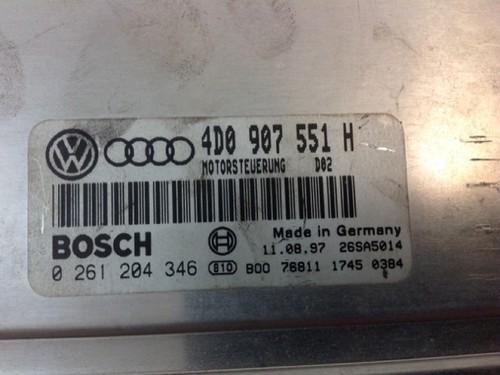 4D0 907 551 H
MOTORSTEUERUNG D02
BOSCH
Made in Germany
11.08.97 26SA5014
0 261 204 346 810 B00 76811 1745 0384